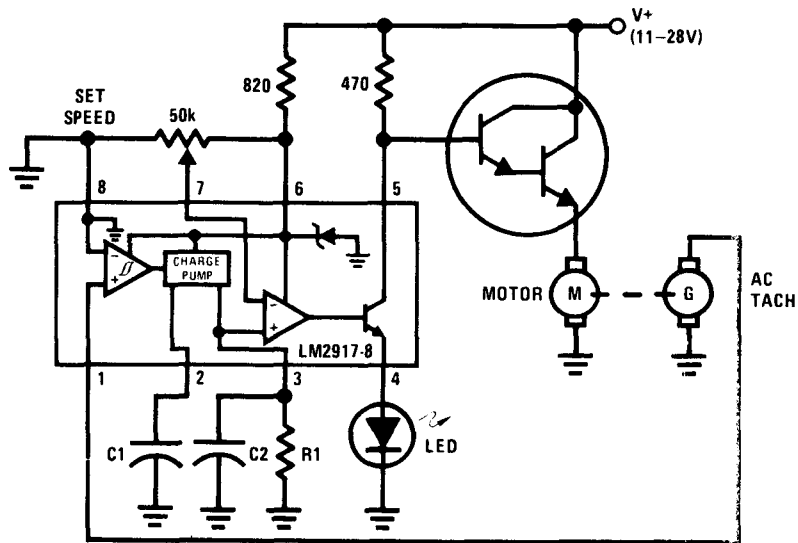 V+
(11–28V)
820
470
SET
SPEED
50k
8
7
6
5
CHARGE
PUMP
-
+
-
+
LM2917-8
MOTOR
M
G
AC
TACH
1
2
3
4
C1
C2
R1
LED